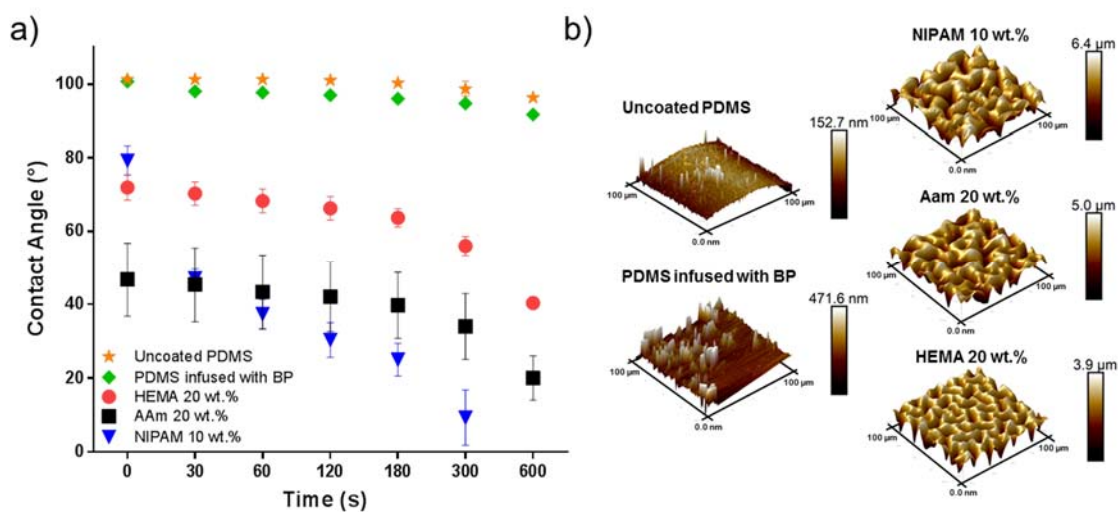 a)
Contact Angle (°)
100
80
60
40
20
0
Uncoated PDMS
PDMS infused with BP
HEMA 20 wt.%
AAm 20 wt.%
NIPAM 10 wt.%
0 30 60 120 180 300 600
Time (s)
b)
Uncoated PDMS
152.7 nm
100 µm
100 µm
0.0 nm
PDMS infused with BP
471.6 nm
100 µm
100 µm
0.0 nm
NIPAM 10 wt.%
6.4 µm
100 µm
100 µm
0.0 nm
Aam 20 wt.%
5.0 µm
100 µm
100 µm
0.0 nm
HEMA 20 wt.%
3.9 µm
100 µm
100 µm
0.0 nm